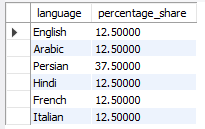 language percentage_share
English 12.50000
Arabic 12.50000
Persian 37.50000
Hindi 12.50000
French 12.50000
Italian 12.50000